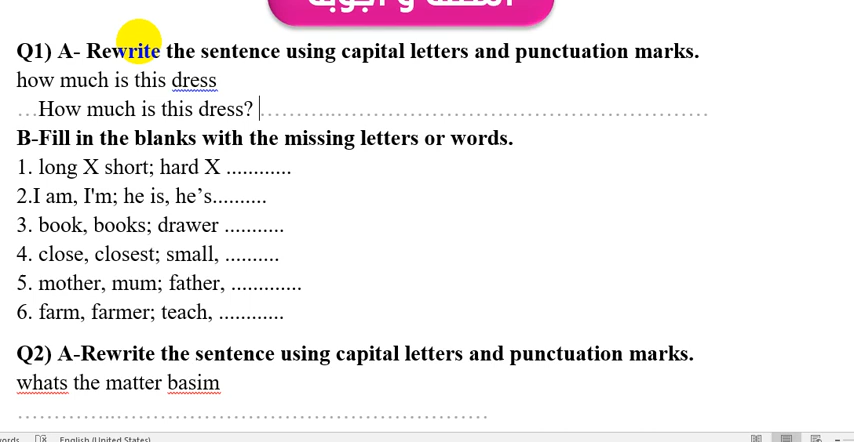 Q1) A- Rewrite the sentence using capital letters and punctuation marks.
how much is this dress
...How much is this dress? ................................................................
B-Fill in the blanks with the missing letters or words.
1. long X short; hard X ............
2.I am, I'm; he is, he’s..........
3. book, books; drawer ...........
4. close, closest; small, ..........
5. mother, mum; father, .............
6. farm, farmer; teach, ............
Q2) A-Rewrite the sentence using capital letters and punctuation marks.
whats the matter basim
................................................................
English (United States)